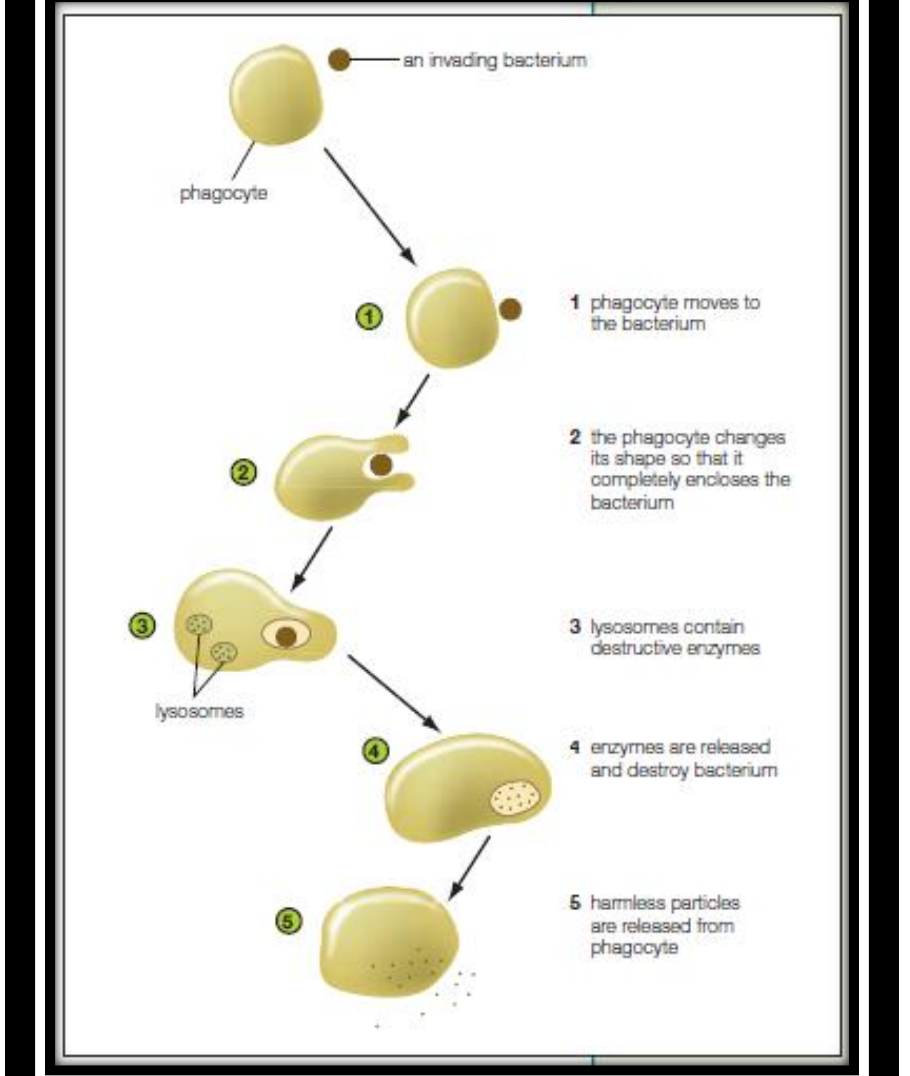 an invading bacterium
phagocyte
1
1 phagocyte moves to
the bacterium
2
2 the phagocyte changes
its shape so that it
completely encloses the
bacterium
3
3 lysosomes contain
destructive enzymes
lysosomes
4
4 enzymes are released
and destroy bacterium
5
5 harmless particles
are released from
phagocyte